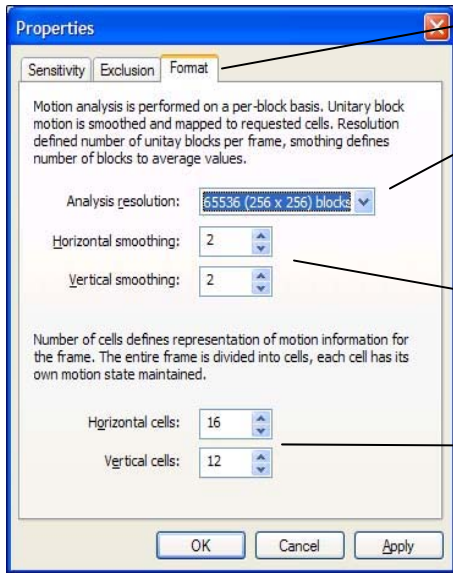 Properties
Sensitivity Exclusion Format
Motion analysis is performed on a per-block basis. Unitary block
motion is smoothed and mapped to requested cells. Resolution
defined number of unitay blocks per frame, smothing defines
number of blocks to average values.
Analysis resolution: 65536 (256 x 256) blocks
Horizontal smoothing: 2
Vertical smoothing: 2
Number of cells defines representation of motion information for
the frame. The entire frame is divided into cells, each cell has its
own motion state maintained.
Horizontal cells: 16
Vertical cells: 12
OK Cancel Apply